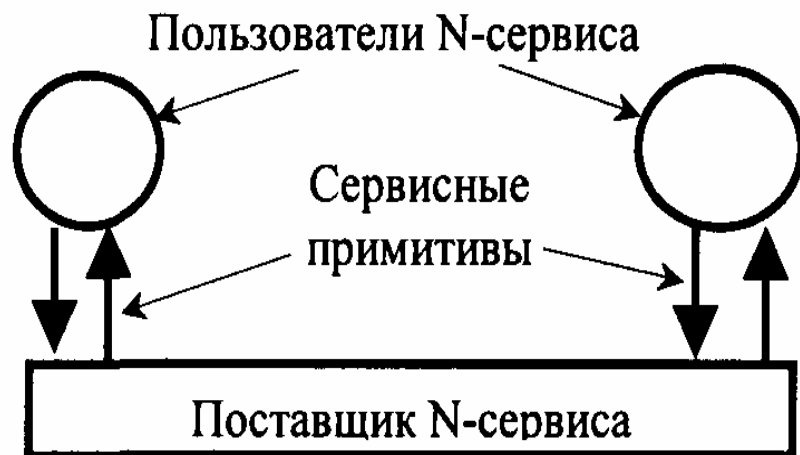 Пользователи N-сервиса
Сервисные
примитивы
Поставщик N-сервиса